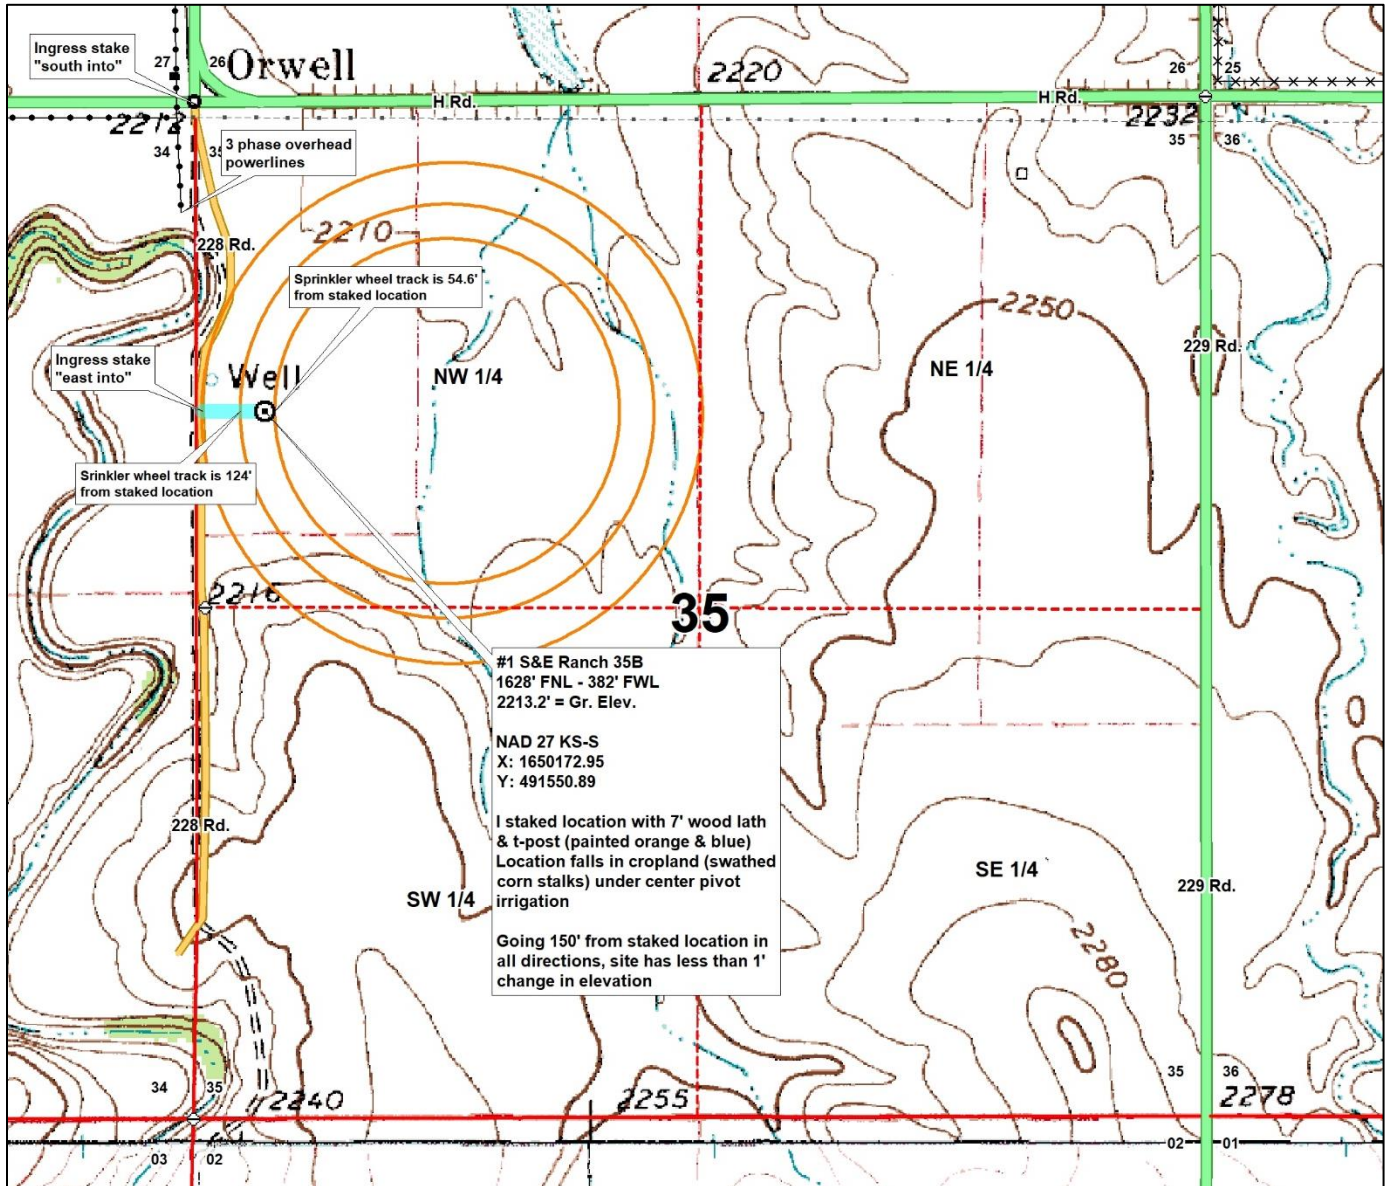 Ingress stake
"south into"
27
26
Orwell
2220
26
25
H Rd.
H Rd.
2212
2232
34
35
35
36
3 phase overhead
powerlines
228 Rd.
2210
Sprinkler wheel track is 54.6'
from staked location
2250
229 Rd.
Ingress stake
"east into"
Well
NW 1/4
NE 1/4
Srinkler wheel track is 124'
from staked location
2216
35
#1 S&E Ranch 35B
1628' FNL - 382' FWL
2213.2' = Gr. Elev.
NAD 27 KS-S
X: 1650172.95
Y: 491550.89
I staked location with 7' wood lath
& t-post (painted orange & blue)
Location falls in cropland (swathed
corn stalks) under center pivot
irrigation
Going 150' from staked location in
all directions, site has less than 1'
change in elevation
228 Rd.
SW 1/4
SE 1/4
229 Rd.
2280
34
35
35
36
2240
2255
2278
03
02
02
01